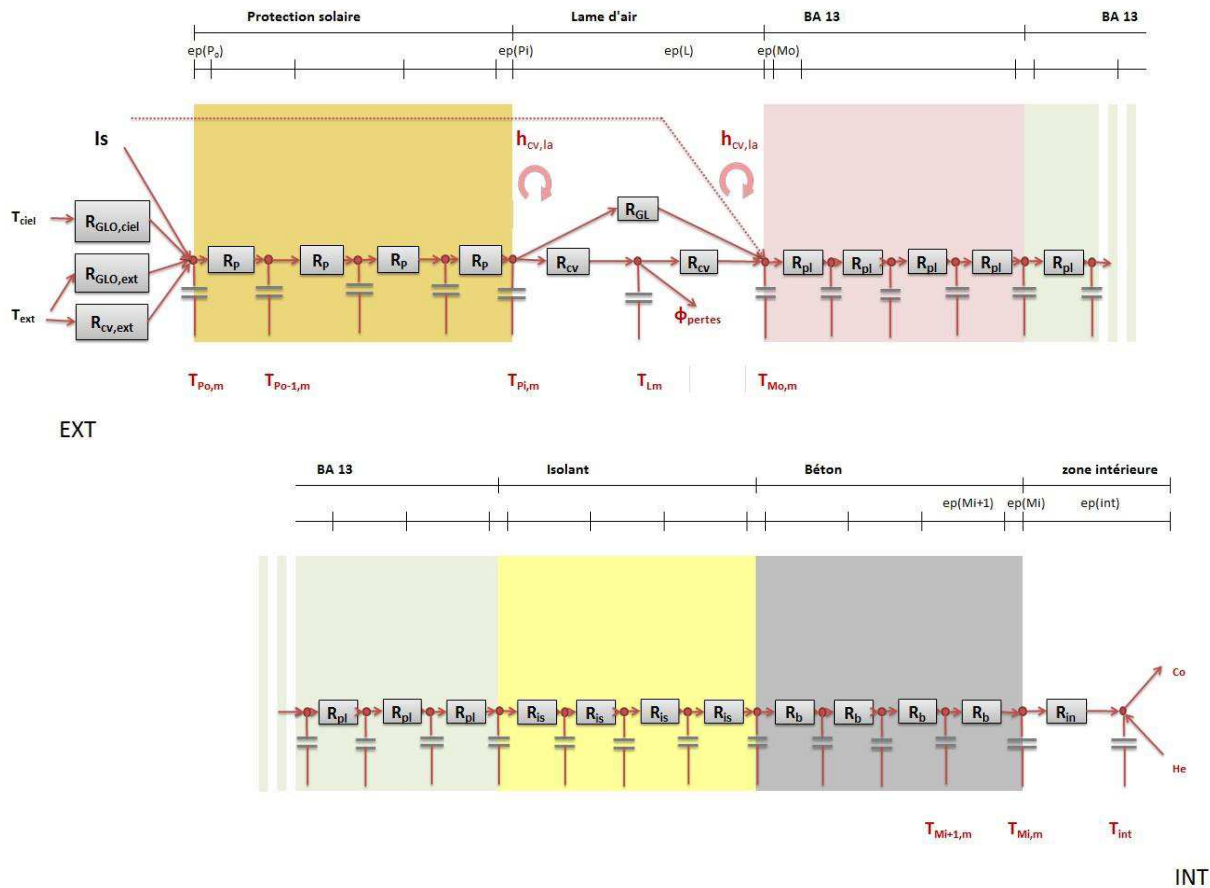 Protection solaire Lame d'air BA 13 BA 13
ep(Po) ep(Pi) ep(L) ep(Mo)
Is hcv,la hcv,la
Tciel RGLO,ciel RGL
RGLO,ext RP RP RP RP Rcv Rcv Rpl Rpl Rpl Rpl Rpl
Text Rcv,ext ϕpertes
TPo,m TPo-1,m TPi,m TLm TMo,m
EXT
BA 13 Isolant Béton zone intérieure
ep(Mi+1) ep(Mi) ep(int)
Co
Rpl Rpl Rpl Ris Ris Ris Ris Rb Rb Rb Rb Rin
He
TMi+1,m TMi,m Tint
INT